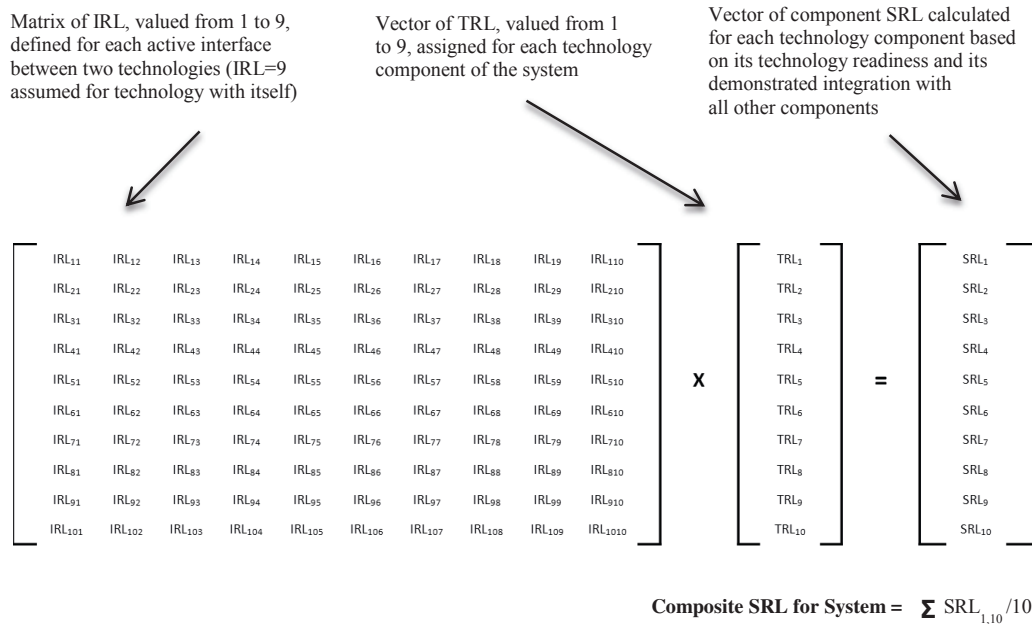 Matrix of IRL, valued from 1 to 9,
defined for each active interface
between two technologies (IRL=9
assumed for technology with itself)
Vector of TRL, valued from 1
to 9, assigned for each technology
component of the system
Vector of component SRL calculated
for each technology component based
on its technology readiness and its
demonstrated integration with
all other components
IRL11 IRL12 IRL13 IRL14 IRL15 IRL16 IRL17 IRL18 IRL19 IRL110 TRL1 SRL1
IRL21 IRL22 IRL23 IRL24 IRL25 IRL26 IRL27 IRL28 IRL29 IRL210 TRL2 SRL2
IRL31 IRL32 IRL33 IRL34 IRL35 IRL36 IRL37 IRL38 IRL39 IRL310 TRL3 SRL3
IRL41 IRL42 IRL43 IRL44 IRL45 IRL46 IRL47 IRL48 IRL49 IRL410 TRL4 SRL4
IRL51 IRL52 IRL53 IRL54 IRL55 IRL56 IRL57 IRL58 IRL59 IRL510 X TRL5 = SRL5
IRL61 IRL62 IRL63 IRL64 IRL65 IRL66 IRL67 IRL68 IRL69 IRL610 TRL6 SRL6
IRL71 IRL72 IRL73 IRL74 IRL75 IRL76 IRL77 IRL78 IRL79 IRL710 TRL7 SRL7
IRL81 IRL82 IRL83 IRL84 IRL85 IRL86 IRL87 IRL88 IRL89 IRL810 TRL8 SRL8
IRL91 IRL92 IRL93 IRL94 IRL95 IRL96 IRL97 IRL98 IRL99 IRL910 TRL9 SRL9
IRL101 IRL102 IRL103 IRL104 IRL105 IRL106 IRL107 IRL108 IRL109 IRL1010 TRL10 SRL10
Composite SRL for System = Σ SRL1,10/10